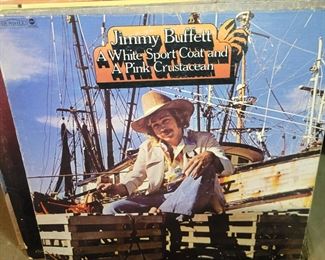 Jimmy Buffett
A White Sport Coat and
A Pink Crustacean